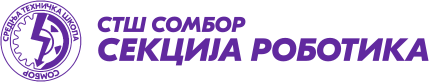 СРЕДЊА ТЕХНИЧКА ШКОЛА
СОМБОР
СТШ СОМБОР
СЕКЦИЈА РОБОТИКА